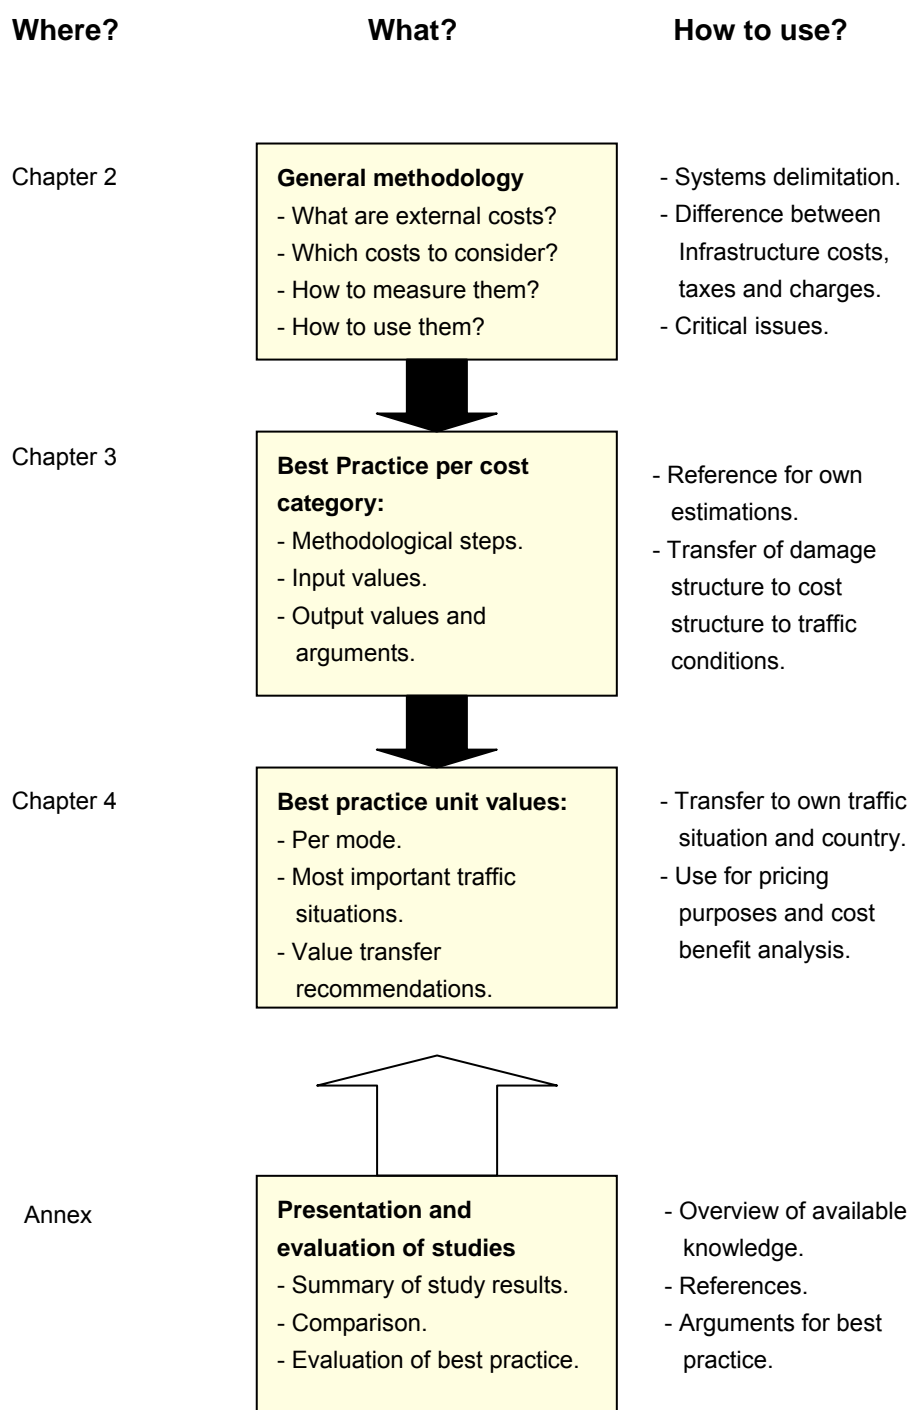 Where?
What?
How to use?
Chapter 2
General methodology
- What are external costs?
- Which costs to consider?
- How to measure them?
- How to use them?
- Systems delimitation.
- Difference between
Infrastructure costs,
taxes and charges.
- Critical issues.
Chapter 3
Best Practice per cost
category:
- Methodological steps.
- Input values.
- Output values and
arguments.
- Reference for own
estimations.
- Transfer of damage
structure to cost
structure to traffic
conditions.
Chapter 4
Best practice unit values:
- Per mode.
- Most important traffic
situations.
- Value transfer
recommendations.
- Transfer to own traffic
situation and country.
- Use for pricing
purposes and cost
benefit analysis.
Annex
Presentation and
evaluation of studies
- Summary of study results.
- Comparison.
- Evaluation of best practice.
- Overview of available
knowledge.
- References.
- Arguments for best
practice.